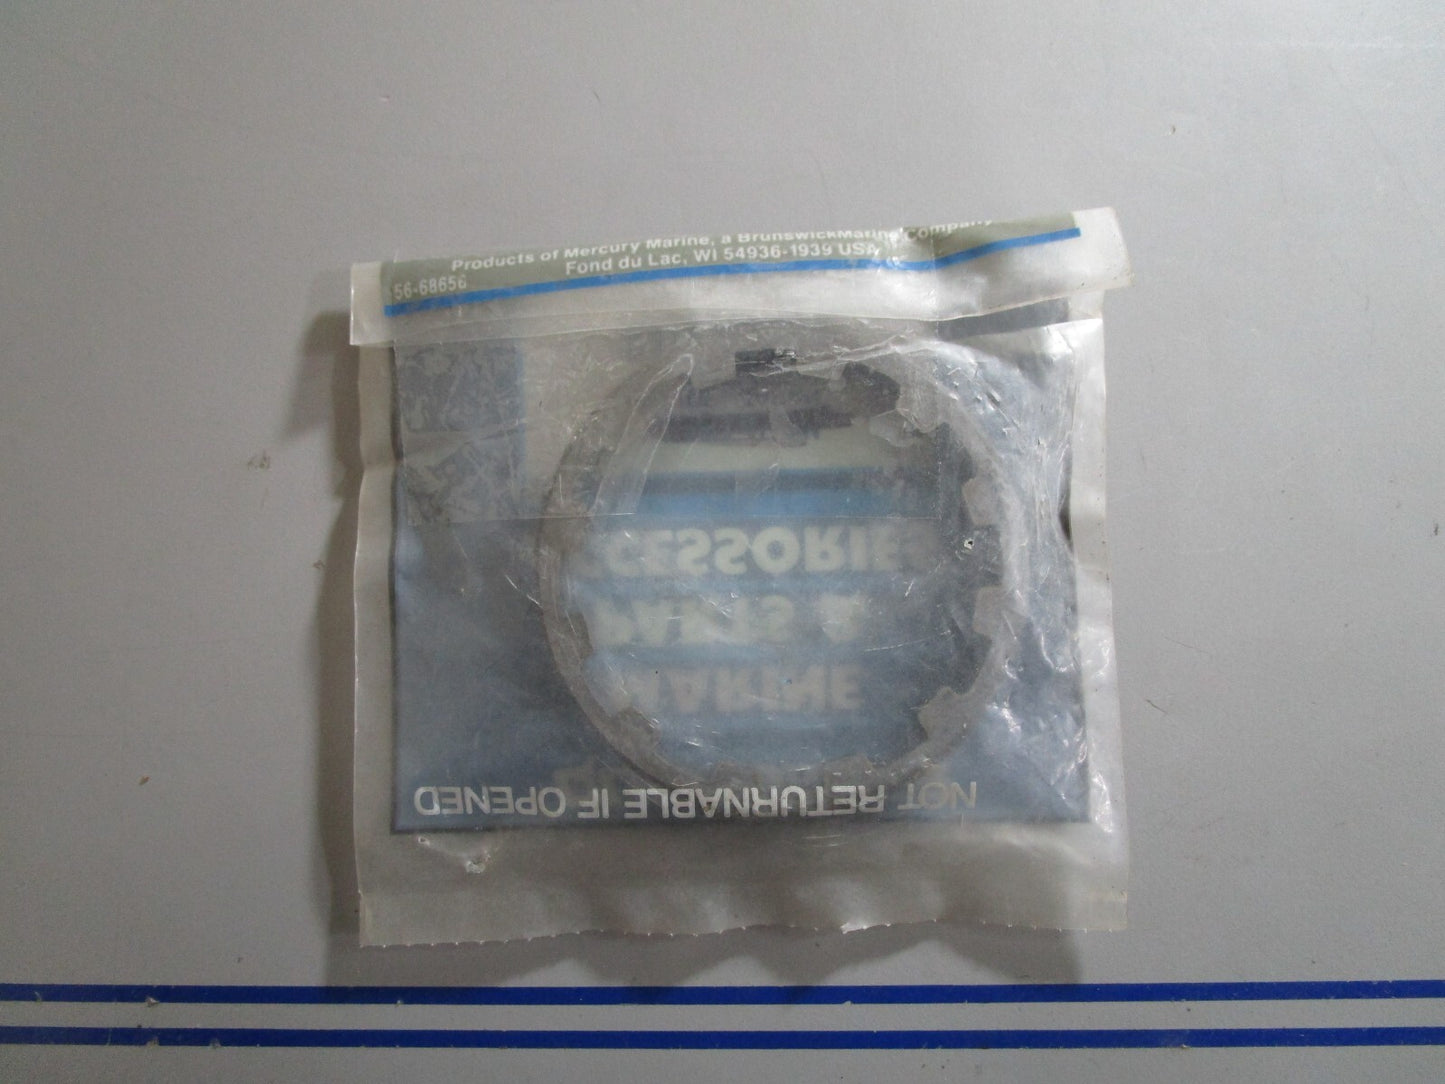 Products of Mercury Marine, a BrunswickMarine Company
Fond du Lac, WI 54936-1939 USA
56-68656
ACCESSORIES
PARTS &
MARINE
NOT RETURNABLE IF OPENED